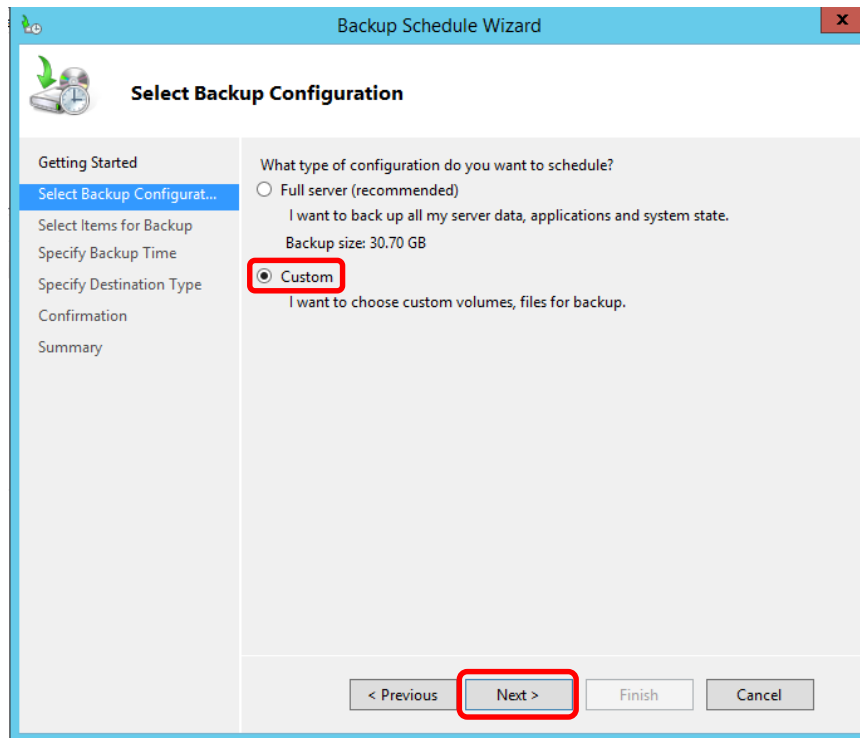 Backup Schedule Wizard
X
Select Backup Configuration
Getting Started
Select Backup Configurat...
Select Items for Backup
Specify Backup Time
Specify Destination Type
Confirmation
Summary
What type of configuration do you want to schedule?
Full server (recommended)
I want to back up all my server data, applications and system state.
Backup size: 30.70 GB
Custom
I want to choose custom volumes, files for backup.
< Previous
Next >
Finish
Cancel